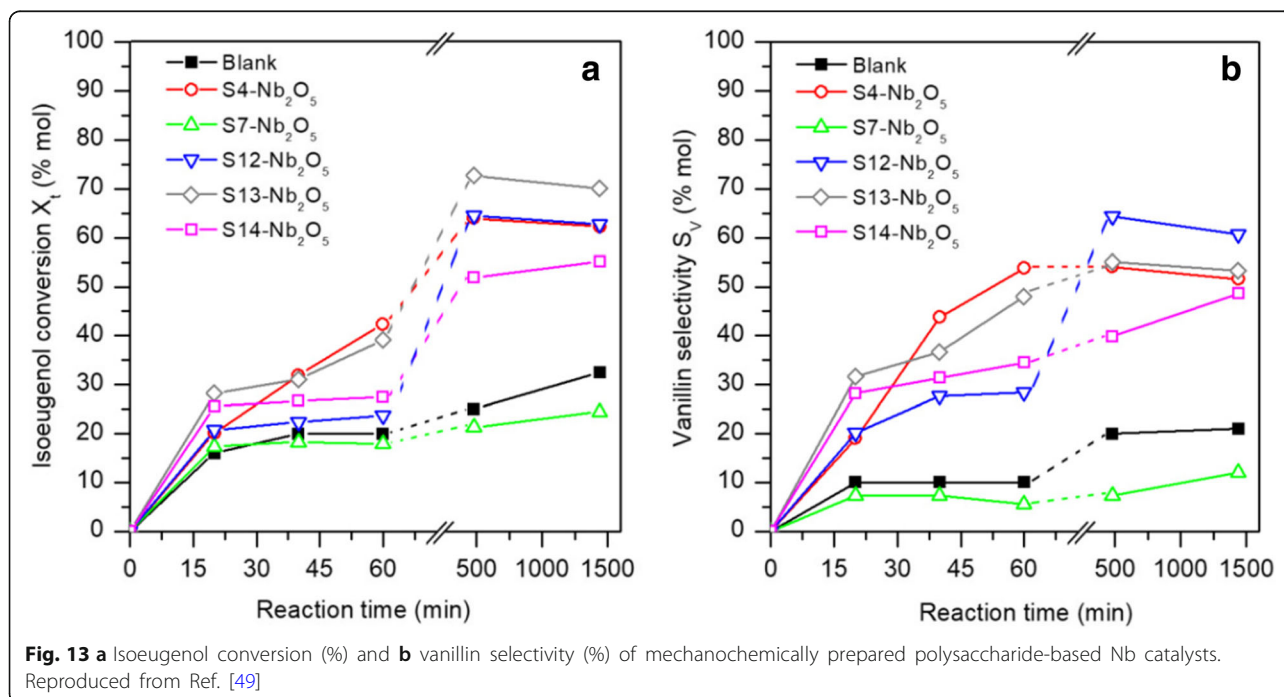 a
Isoeugenol conversion Xt (% mol)
100
90
80
70
60
50
40
30
20
10
0
Blank
S4-Nb2O5
S7-Nb2O5
S12-Nb2O5
S13-Nb2O5
S14-Nb2O5
0 15 30 45 60 500 1000 1500
Reaction time (min)
b
Vanillin selectivity SV (% mol)
100
90
80
70
60
50
40
30
20
10
0
Blank
S4-Nb2O5
S7-Nb2O5
S12-Nb2O5
S13-Nb2O5
S14-Nb2O5
0 15 30 45 60 500 1000 1500
Reaction time (min)
Fig. 13 a Isoeugenol conversion (%) and b vanillin selectivity (%) of mechanochemically prepared polysaccharide-based Nb catalysts.
Reproduced from Ref. [49]